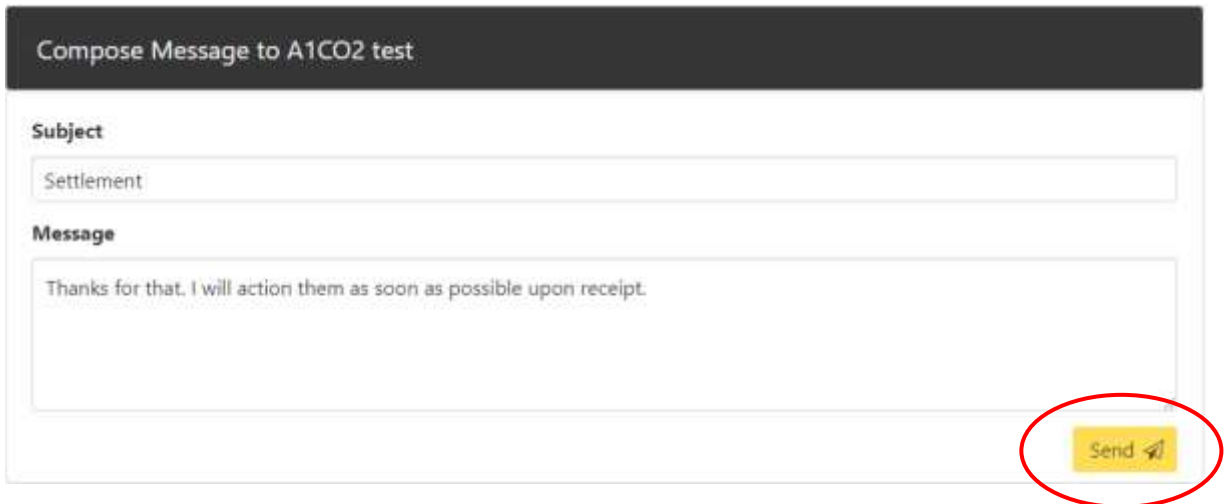 Compose Message to A1CO2 test
Subject
Settlement
Message
Thanks for that. I will action them as soon as possible upon receipt.
Send